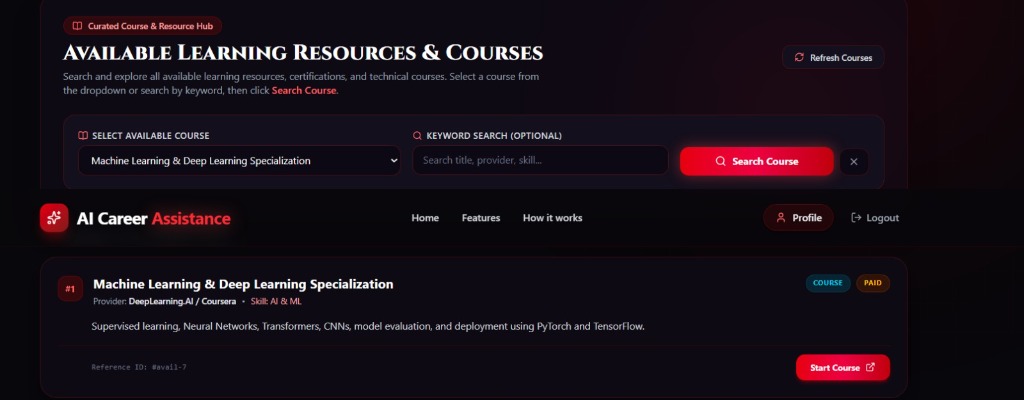 Curated Course & Resource Hub
Available Learning Resources & Courses
Search and explore all available learning resources, certifications, and technical courses. Select a course from
the dropdown or search by keyword, then click Search Course.
Refresh Courses
SELECT AVAILABLE COURSE
KEYWORD SEARCH (OPTIONAL)
Machine Learning & Deep Learning Specialization
Search title, provider, skill...
Search Course
AI Career Assistance
Home Features How it works
Profile
Logout
#1
Machine Learning & Deep Learning Specialization
COURSE
PAID
Provider: DeepLearning.AI / Coursera • Skill: AI & ML
Supervised learning, Neural Networks, Transformers, CNNs, model evaluation, and deployment using PyTorch and TensorFlow.
Reference ID: #avail-7
Start Course